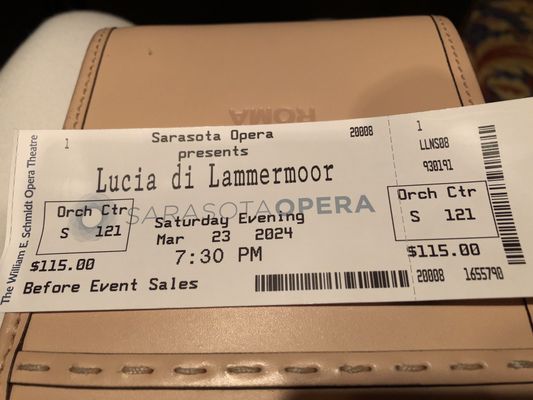 ROMA
1
Sarasota Opera
20008
presents
Lucia di Lammermoor
SARASOTAOPERA
Orch Ctr
S 121
Saturday Evening
Mar 23 2024
7:30 PM
$115.00
Before Event Sales
The William E. Schmidt Opera Theatre
1
LLNS08
930191
Orch Ctr
S 121
$115.00
20008 1655790